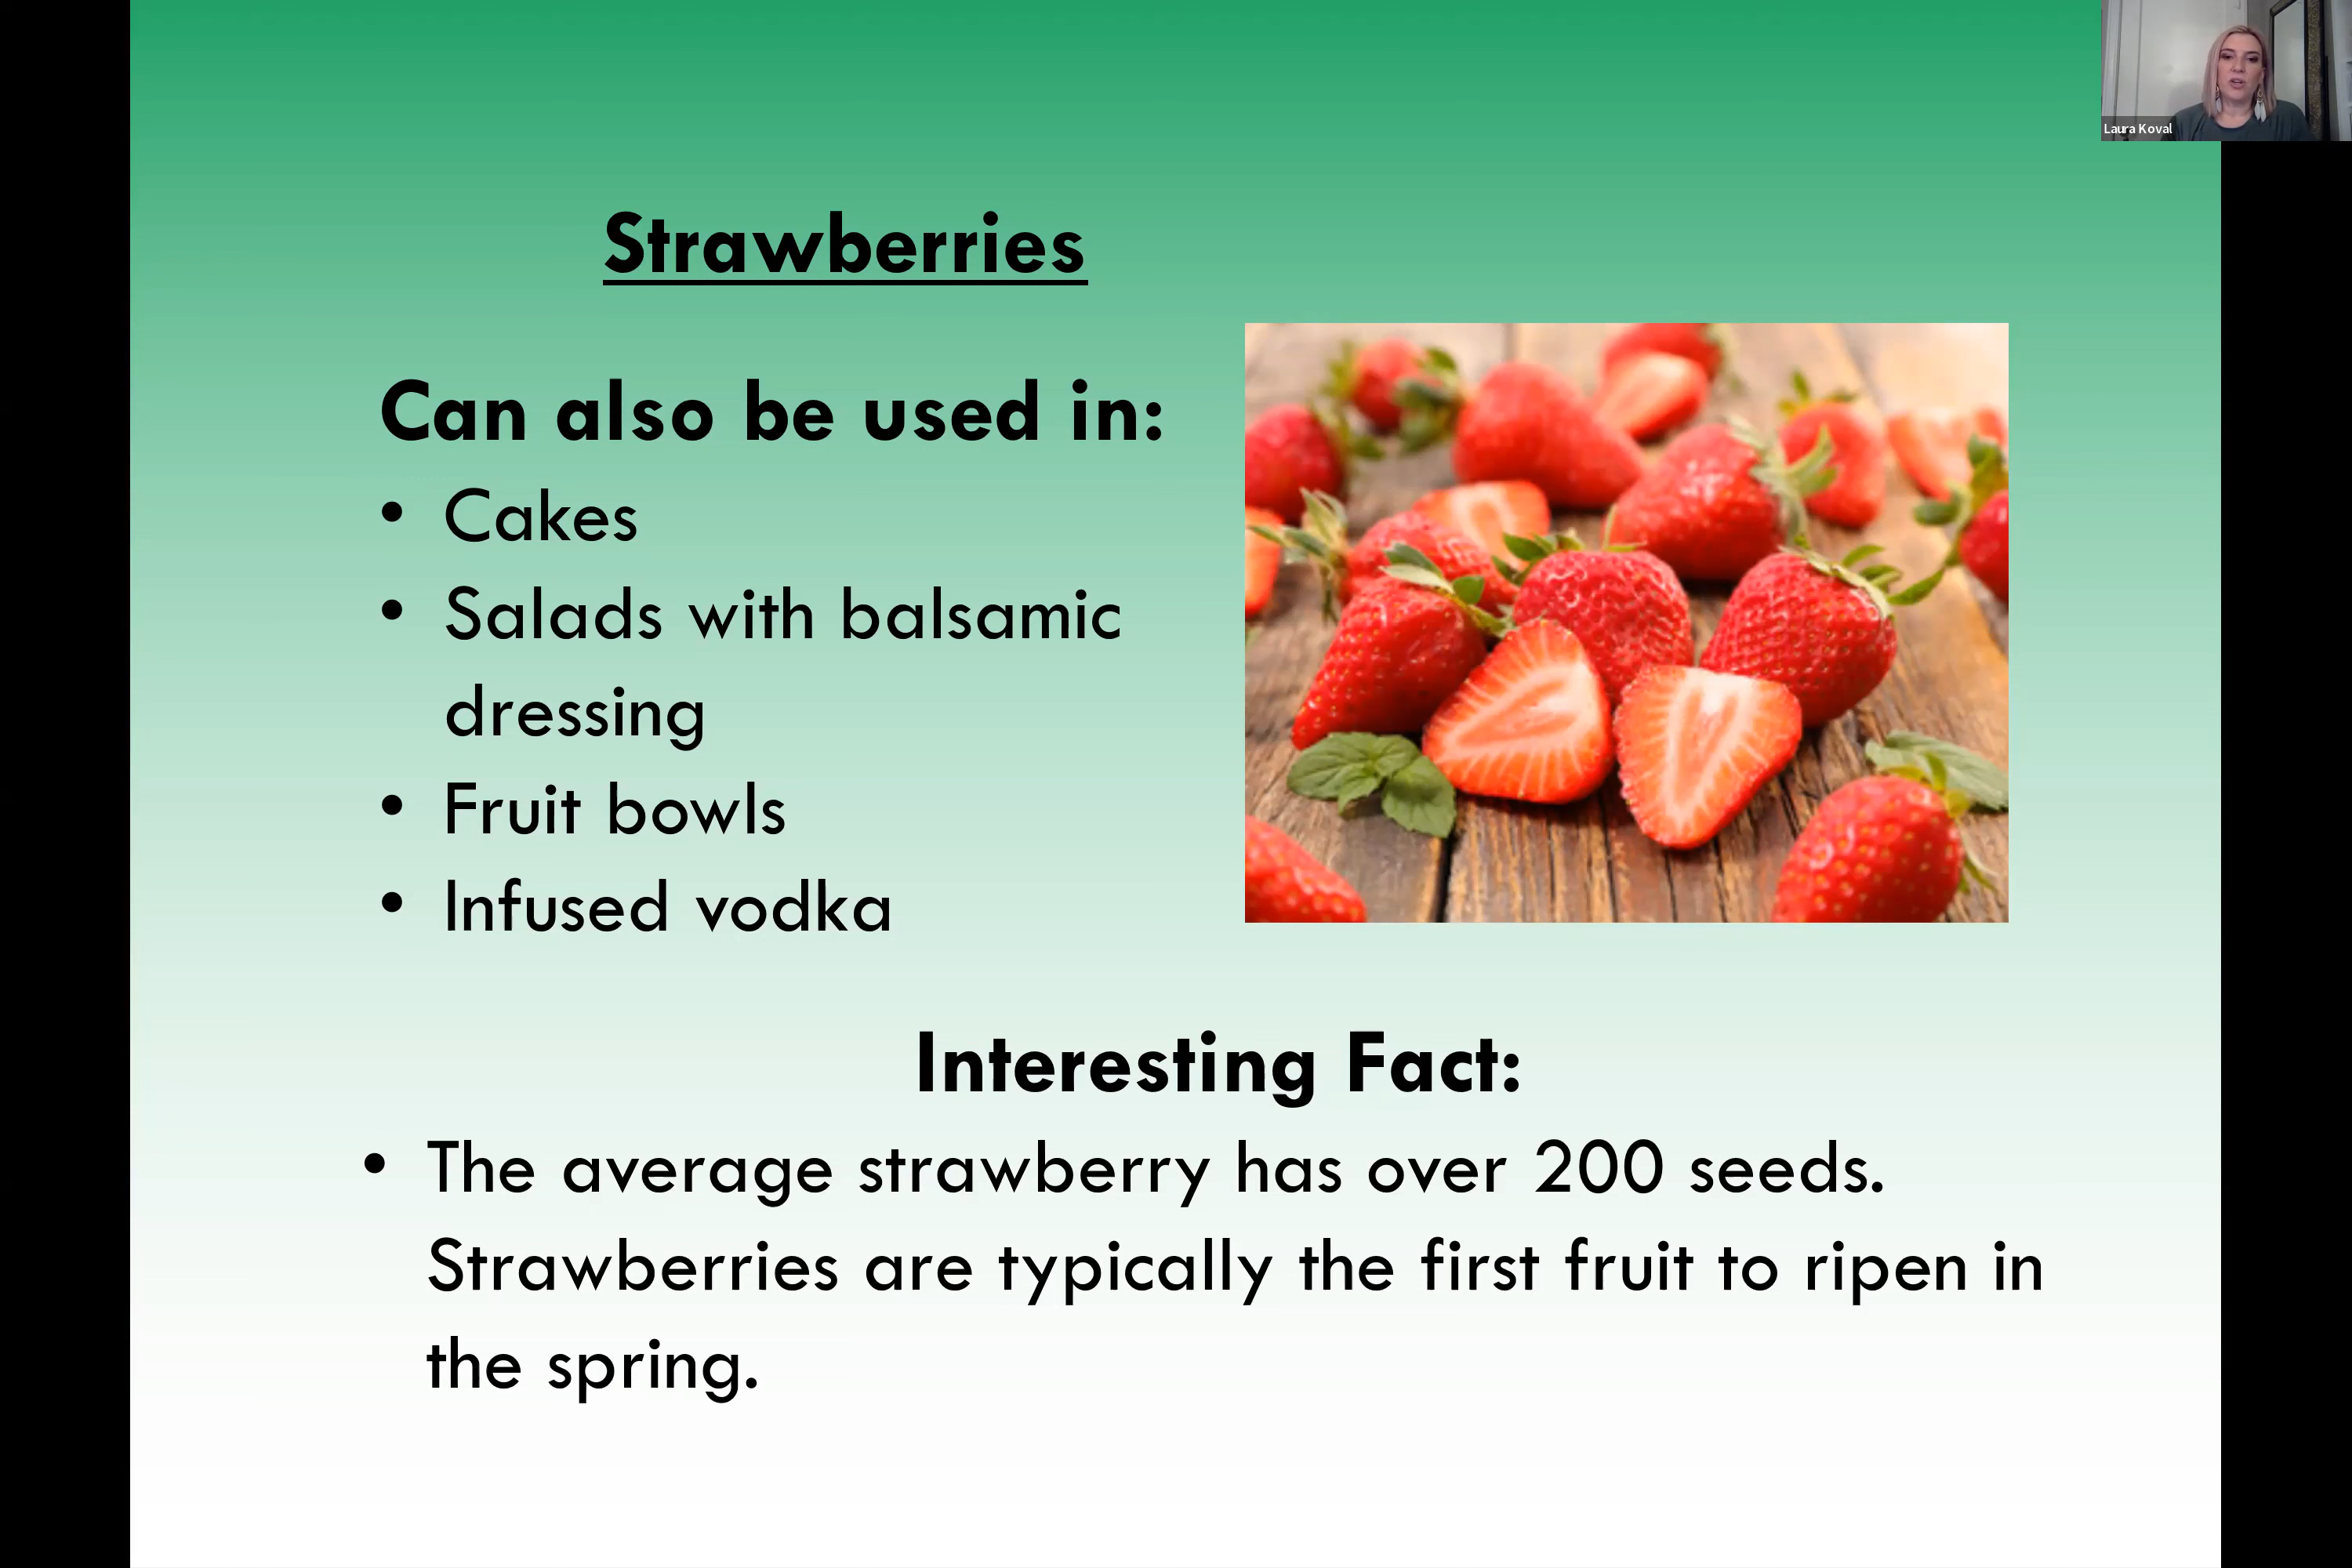 Laura Koval
Strawberries
Can also be used in:
• Cakes
• Salads with balsamic
dressing
• Fruit bowls
• Infused vodka
Interesting Fact:
• The average strawberry has over 200 seeds.
Strawberries are typically the first fruit to ripen in
the spring.